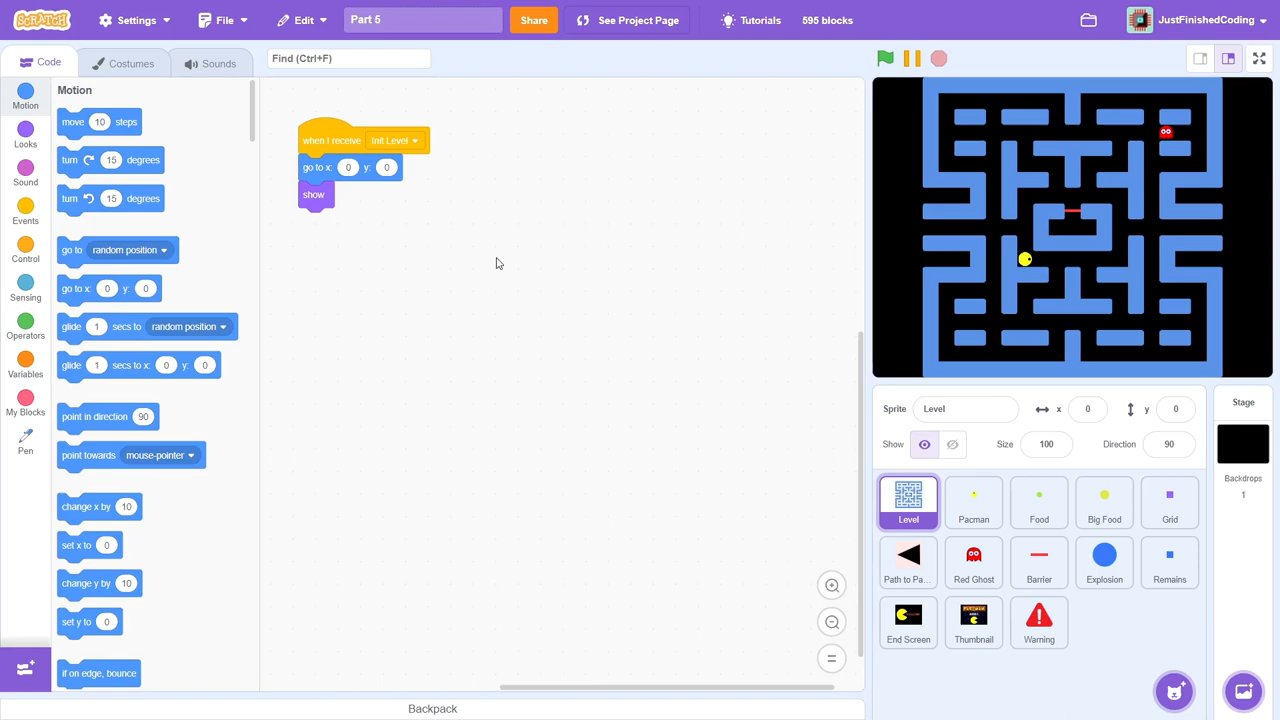 SCRATCH Settings File Edit Part 5 Share See Project Page Tutorials 595 blocks JustFinishedCoding
Code Costumes Sounds Find (Ctrl+F)
Motion
Looks
Sound
Events
Control
Sensing
Operators
Variables
My Blocks
Pen
Motion
move 10 steps
turn 15 degrees
turn 15 degrees
go to random position
go to x: 0 y: 0
glide 1 secs to random position
glide 1 secs to x: 0 y: 0
point in direction 90
point towards mouse-pointer
change x by 10
set x to 0
change y by 10
set y to 0
if on edge, bounce
when I receive Init Level
go to x: 0 y: 0
show
Backpack
Sprite Level x 0 y 0
Show Size 100 Direction 90
Level Pacman Food Big Food Grid
Path to Pa... Red Ghost Barrier Explosion Remains
End Screen Thumbnail Warning
Stage
Backdrops
1